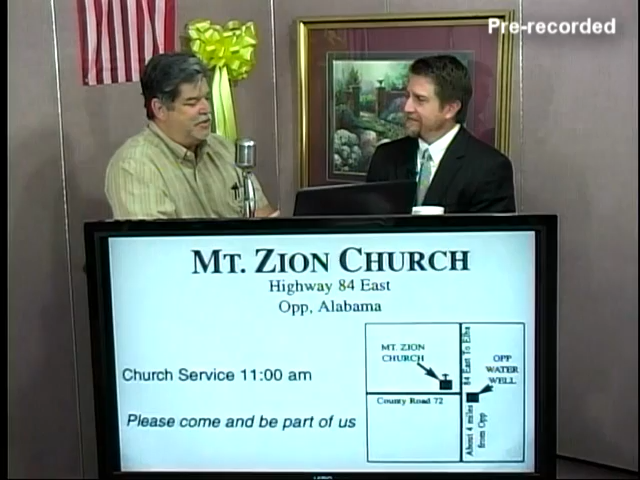 Pre-recorded
MT. ZION CHURCH
Highway 84 East
Opp, Alabama
Church Service 11:00 am
Please come and be part of us
MT. ZION
CHURCH
County Road 72
84 East To Elba
About 4 miles
from Opp
OPP
WATER
WELL